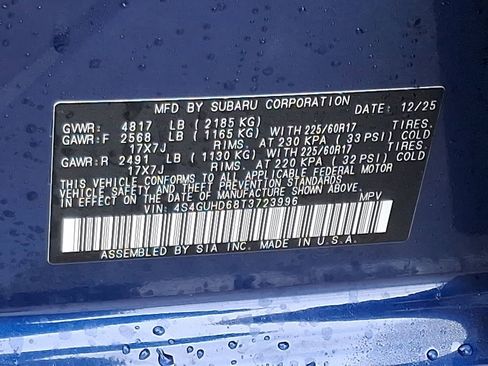 MFD BY SUBARU CORPORATION DATE: 12/25
GVWR: 4817 LB (2185 KG)
GAWR:F 2568 LB (1165 KG) WITH 225/60R17 TIRES.
17X7J RIMS. AT 230 KPA (33 PSI) COLD
GAWR:R 2491 LB (1130 KG) WITH 225/60R17 TIRES.
17X7J RIMS. AT 220 KPA (32 PSI) COLD
THIS VEHICLE CONFORMS TO ALL APPLICABLE FEDERAL MOTOR
VEHICLE SAFETY AND THEFT PREVENTION STANDARDS
IN EFFECT ON THE DATE OF MANUFACTURE SHOWN ABOVE.
VIN: 4S4GUHD68T3723996 MPV
ASSEMBLED BY SIA INC. MADE IN U.S.A.